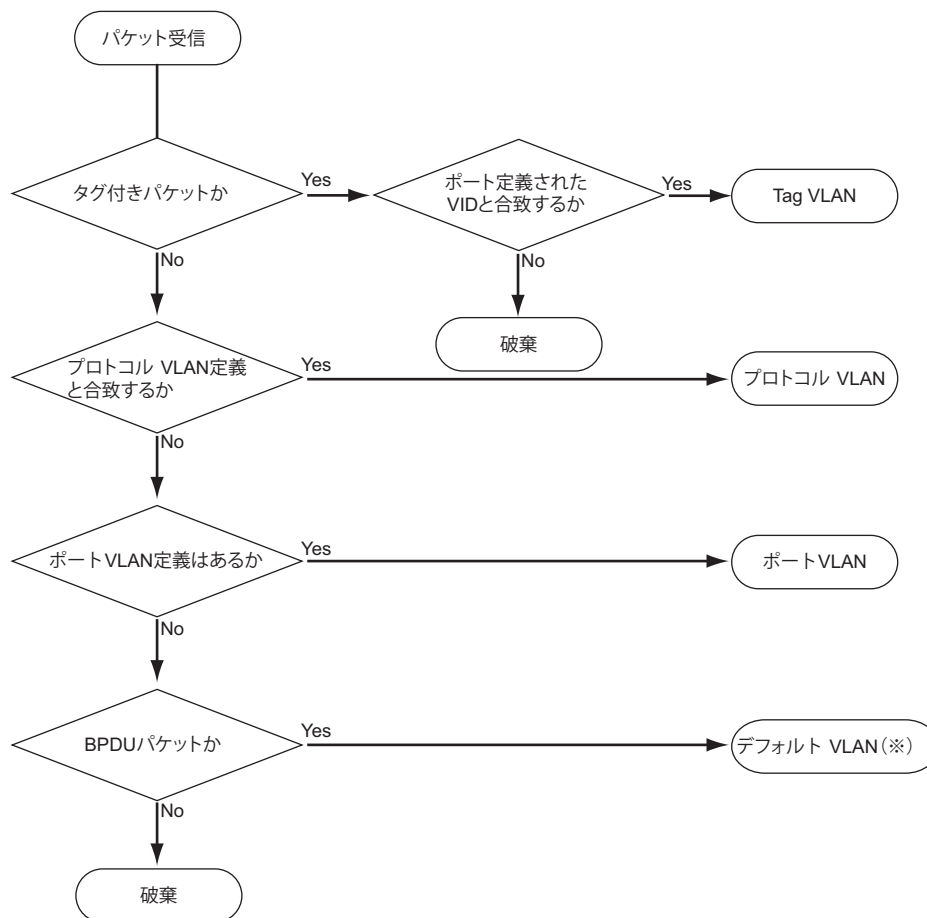 パケット受信
タグ付きパケットか
Yes
ポート定義された
VIDと合致するか
Yes
Tag VLAN
No
No
破棄
プロトコル VLAN定義
と合致するか
Yes
プロトコル VLAN
No
ポートVLAN定義はあるか
Yes
ポートVLAN
No
BPDUパケットか
Yes
デフォルト VLAN(※)
No
破棄